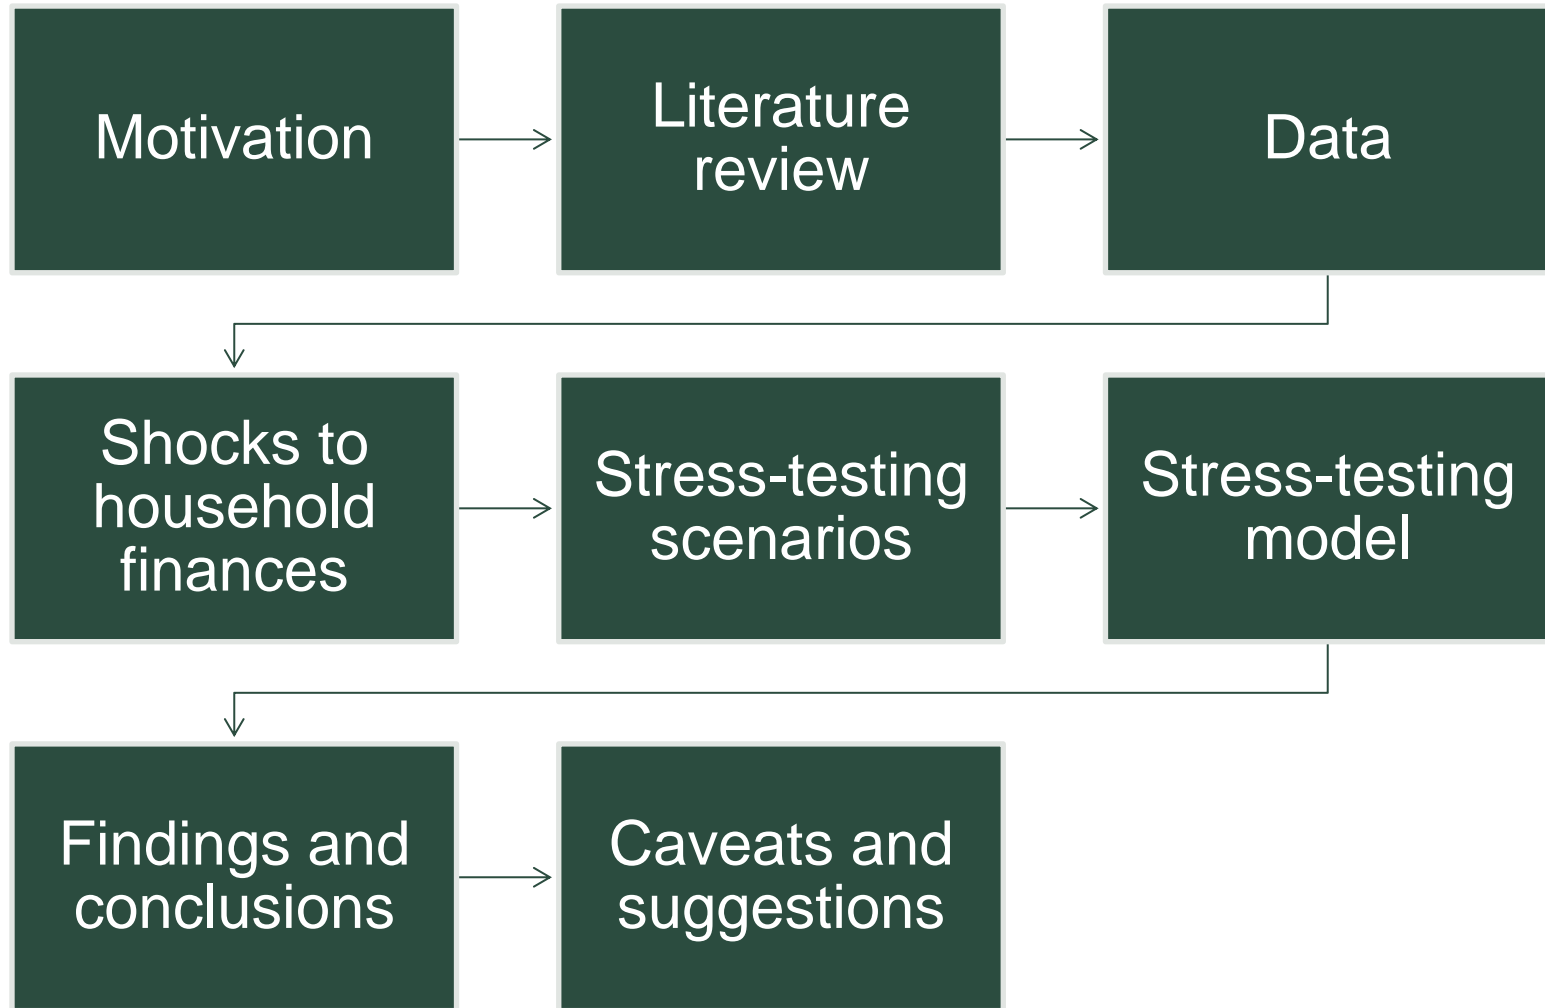 Motivation
Literature
review
Data
Shocks to
household
finances
Stress-testing
scenarios
Stress-testing
model
Findings and
conclusions
Caveats and
suggestions